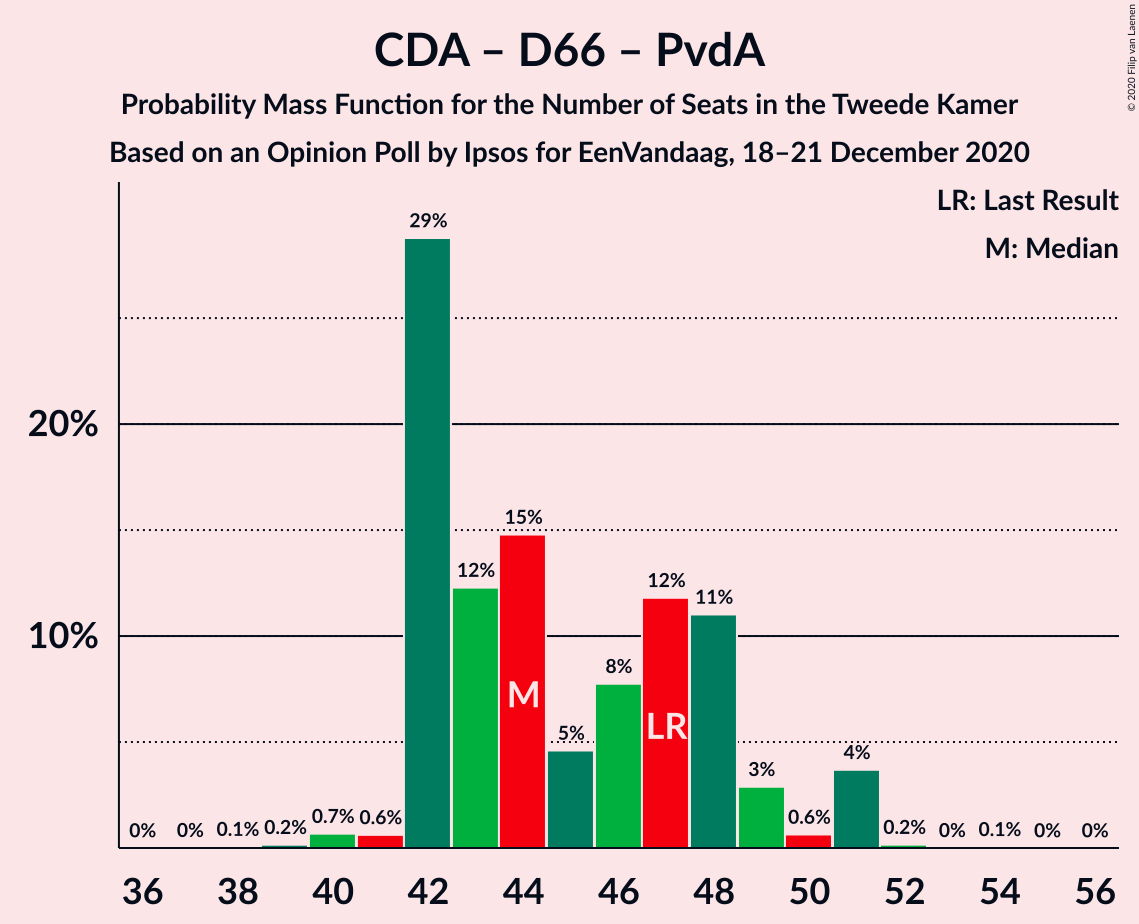 CDA – D66 – PvdA
Probability Mass Function for the Number of Seats in the Tweede Kamer
Based on an Opinion Poll by Ipsos for EenVandaag, 18–21 December 2020
© 2020 Filip van Laenen
LR: Last Result
M: Median
20%
10%
0% 0% 0.1% 0.2% 0.7% 0.6% 29% 12% 15% 5% 8% 12% 11% 3% 0.6% 4% 0.2% 0% 0.1% 0% 0%
M
LR
36 38 40 42 44 46 48 50 52 54 56